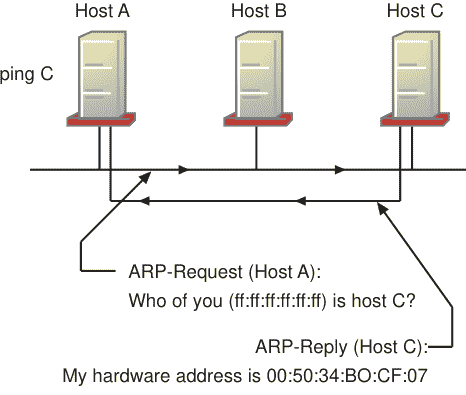 Host A
Host B
Host C
ping C
ARP-Request (Host A):
Who of you (ff:ff:ff:ff:ff:ff) is host C?
ARP-Reply (Host C):
My hardware address is 00:50:34:BO:CF:07